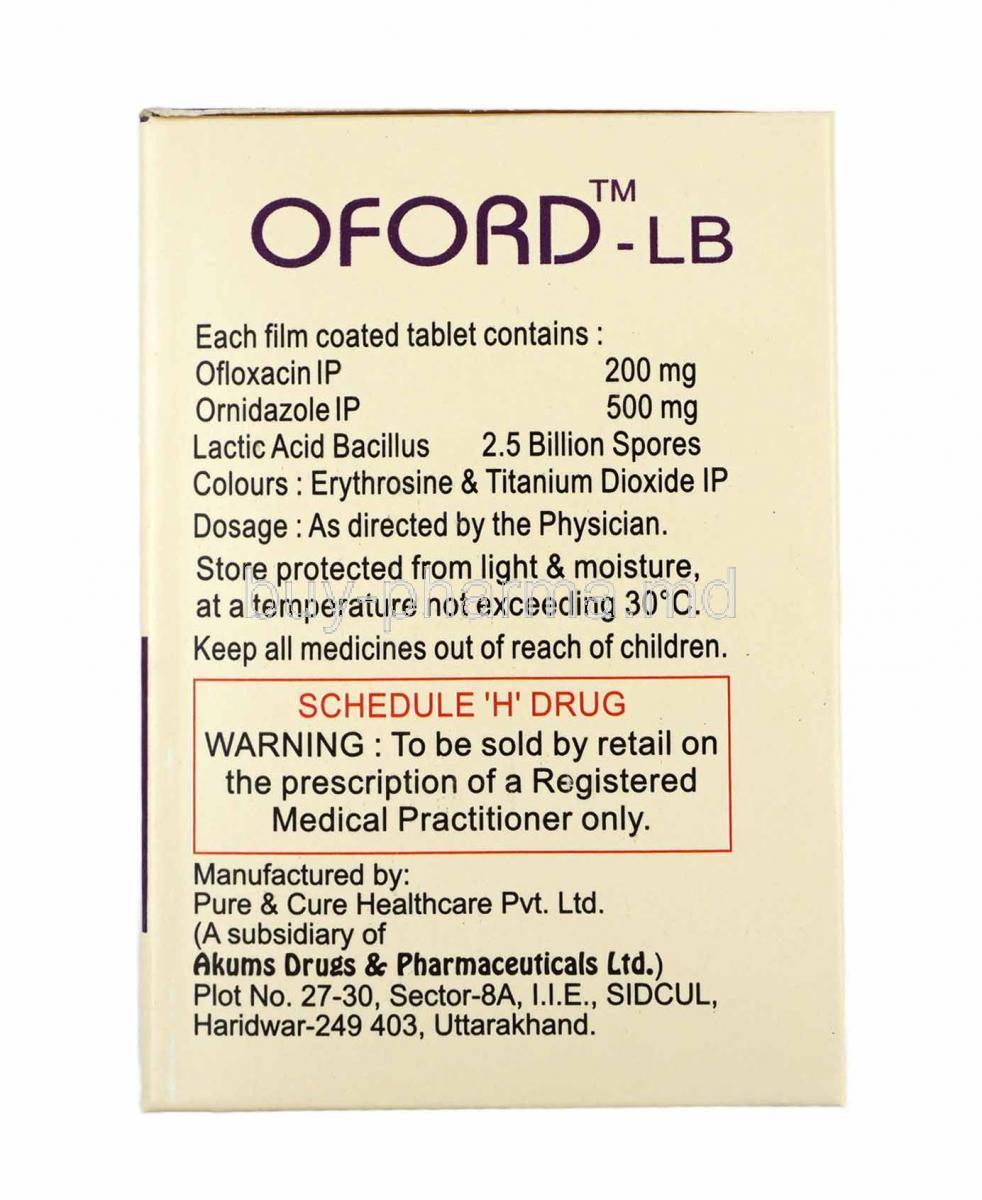 OFORD™-LB
Each film coated tablet contains :
Ofloxacin IP 200 mg
Ornidazole IP 500 mg
Lactic Acid Bacillus 2.5 Billion Spores
Colours : Erythrosine & Titanium Dioxide IP
Dosage : As directed by the Physician.
Store protected from light & moisture,
buy-pharma.md
at a temperature not exceeding 30°C.
Keep all medicines out of reach of children.
SCHEDULE 'H' DRUG
WARNING : To be sold by retail on
the prescription of a Registered
Medical Practitioner only.
Manufactured by:
Pure & Cure Healthcare Pvt. Ltd.
(A subsidiary of
Akums Drugs & Pharmaceuticals Ltd.)
Plot No. 27-30, Sector-8A, I.I.E., SIDCUL,
Haridwar-249 403, Uttarakhand.